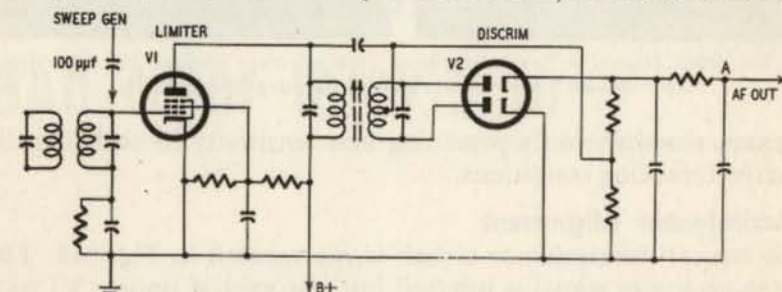 SWEEP GEN
LIMITER
DISCRIM
100 μμf
V1
V2
A
AF OUT
B+